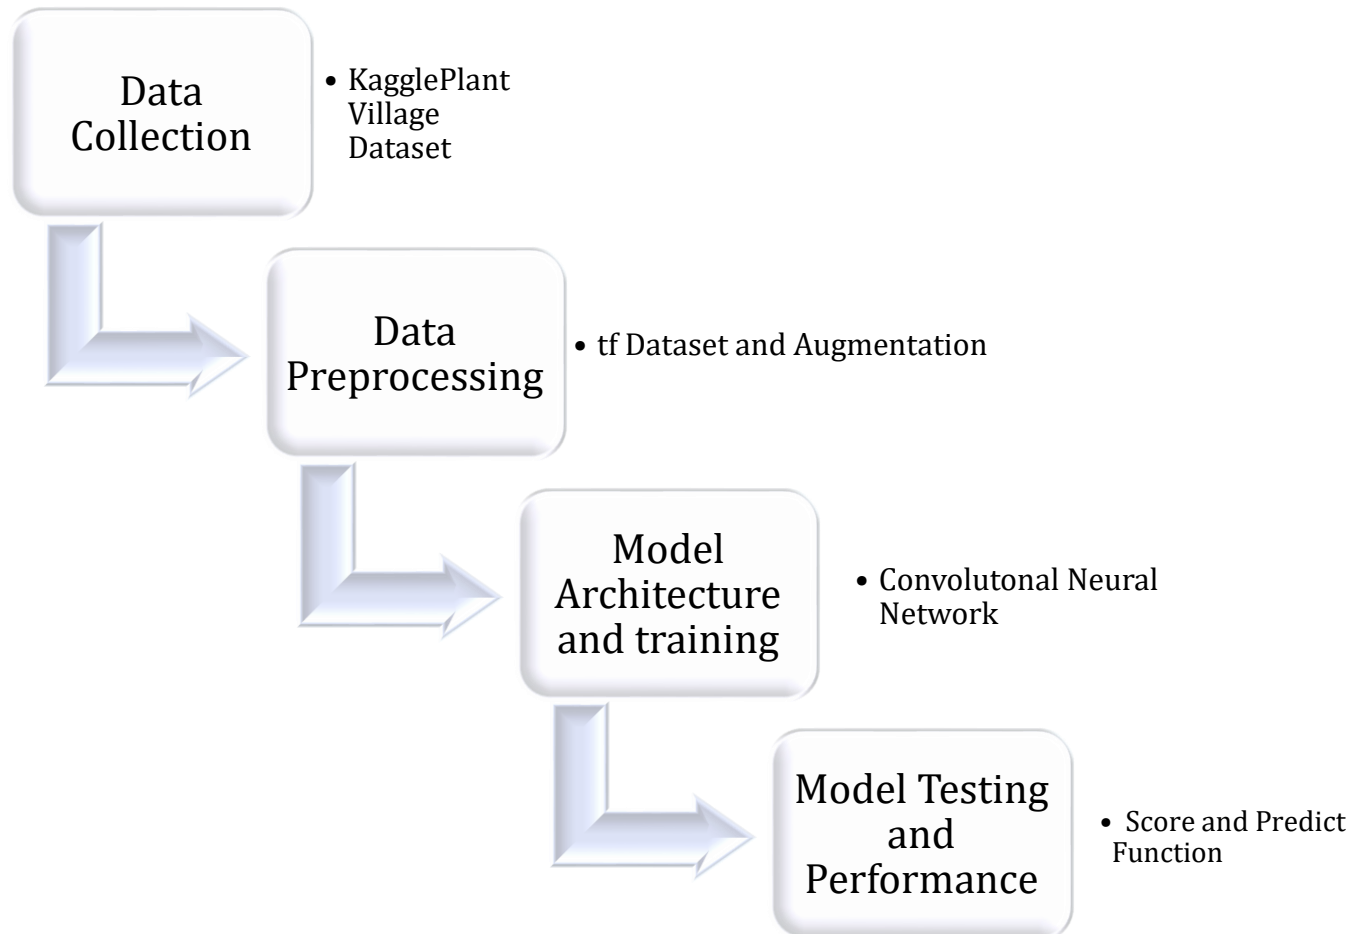 Data
Collection
• KagglePlant
Village
Dataset
Data
Preprocessing
• tf Dataset and Augmentation
Model
Architecture
and training
• Convolutonal Neural
Network
Model Testing
and
Performance
• Score and Predict
Function